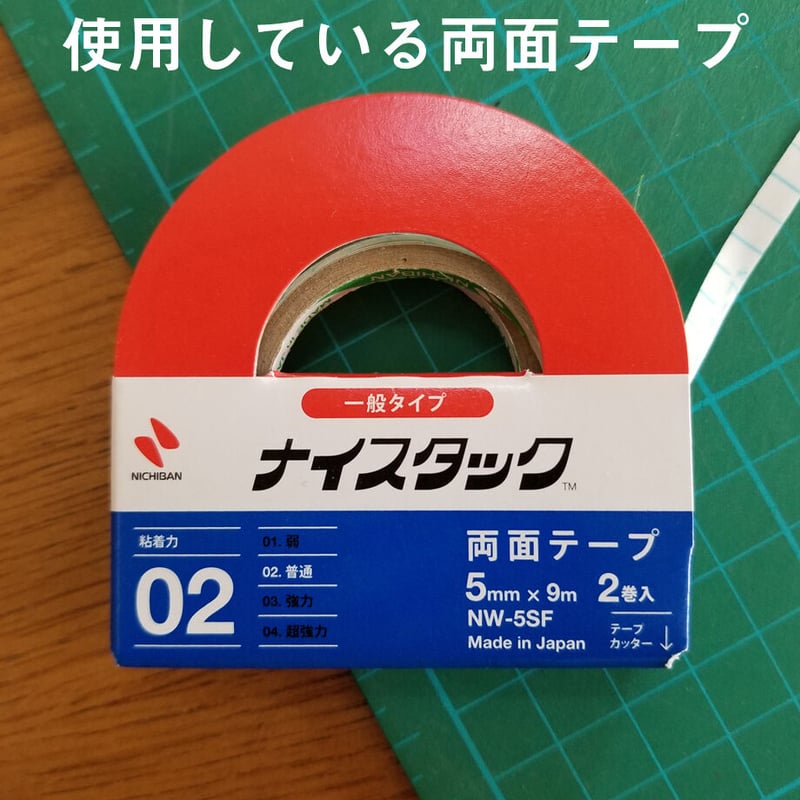 使用している両面テープ
NICHIBAN
一般タイプ
NICHIBAN
ナイスタック™
粘着力
02
01. 弱
02. 普通
03. 強力
04. 超強力
両面テープ
5mm × 9m 2巻入
NW-5SF
Made in Japan
テープ
カッター ↓